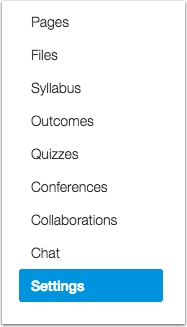 Pages
Files
Syllabus
Outcomes
Quizzes
Conferences
Collaborations
Chat
Settings